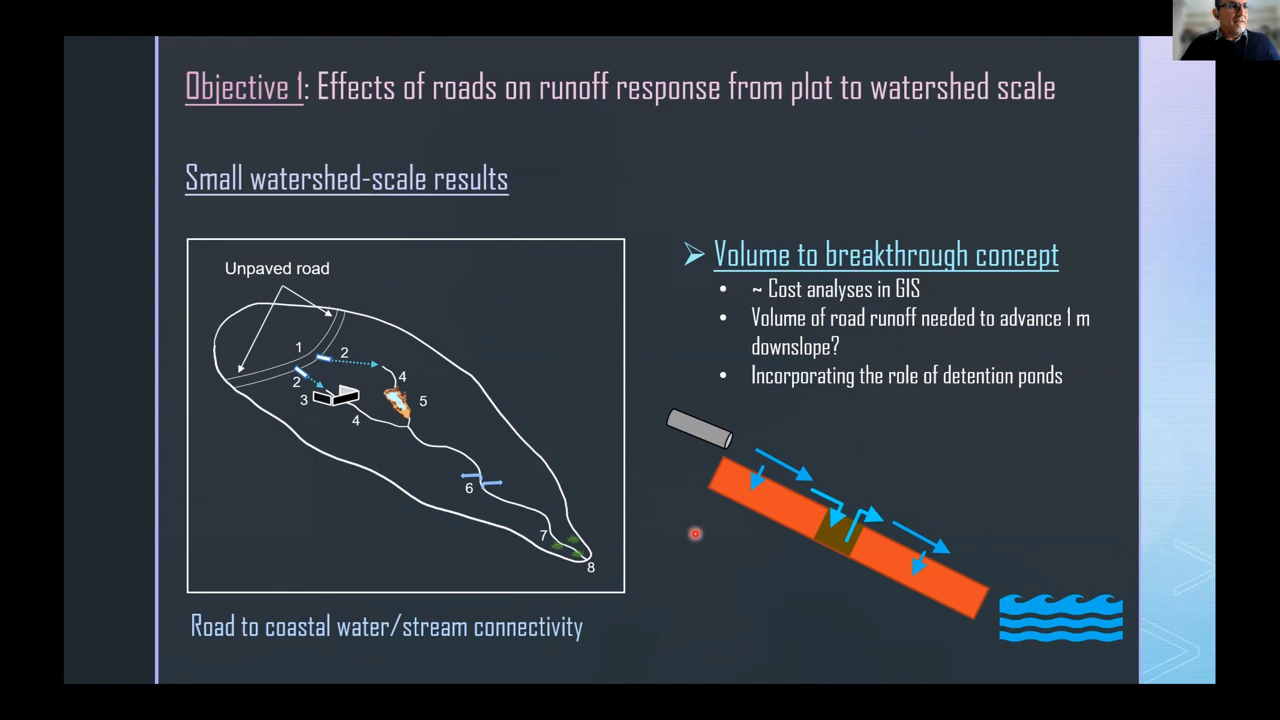 Objective 1: Effects of roads on runoff response from plot to watershed scale
Small watershed-scale results
Unpaved road
1
2
2
3
4
4
5
6
7
8
Road to coastal water/stream connectivity
Volume to breakthrough concept
• ~ Cost analyses in GIS
• Volume of road runoff needed to advance 1 m
downslope?
• Incorporating the role of detention ponds